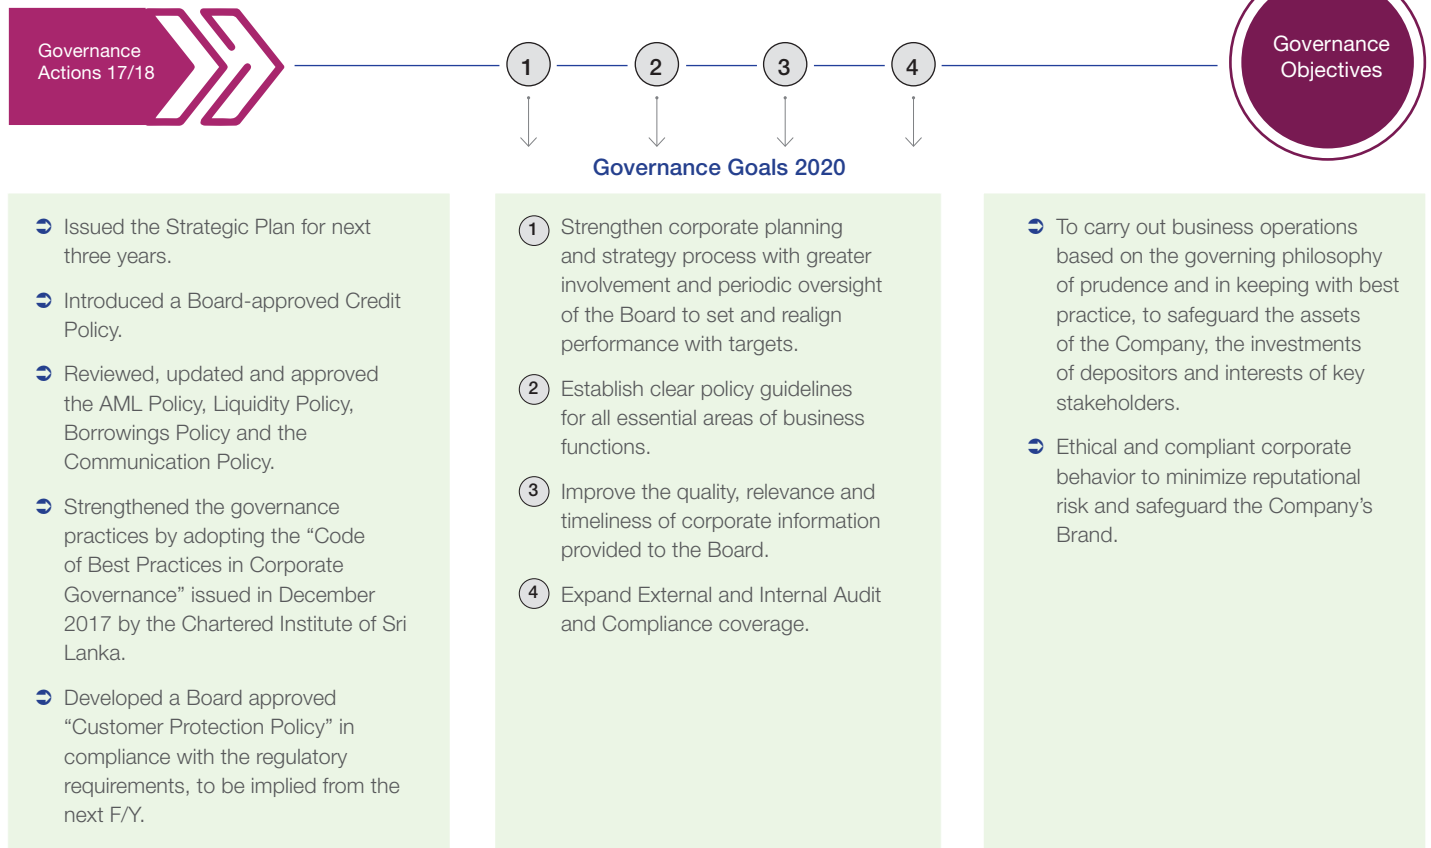 Governance
Actions 17/18
1
2
3
4
Governance
Objectives
Governance Goals 2020
Issued the Strategic Plan for next
three years.
Introduced a Board-approved Credit
Policy.
Reviewed, updated and approved
the AML Policy, Liquidity Policy,
Borrowings Policy and the
Communication Policy.
Strengthened the governance
practices by adopting the “Code
of Best Practices in Corporate
Governance” issued in December
2017 by the Chartered Institute of Sri
Lanka.
Developed a Board approved
“Customer Protection Policy” in
compliance with the regulatory
requirements, to be implied from the
next F/Y.
1 Strengthen corporate planning
and strategy process with greater
involvement and periodic oversight
of the Board to set and realign
performance with targets.
2 Establish clear policy guidelines
for all essential areas of business
functions.
3 Improve the quality, relevance and
timeliness of corporate information
provided to the Board.
4 Expand External and Internal Audit
and Compliance coverage.
To carry out business operations
based on the governing philosophy
of prudence and in keeping with best
practice, to safeguard the assets
of the Company, the investments
of depositors and interests of key
stakeholders.
Ethical and compliant corporate
behavior to minimize reputational
risk and safeguard the Company’s
Brand.